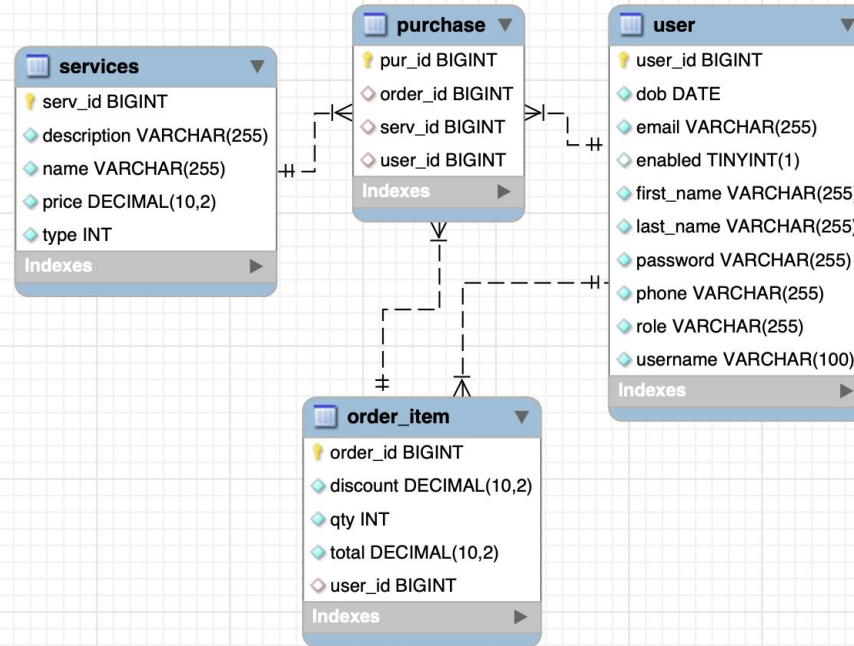 services
serv_id BIGINT
description VARCHAR(255)
name VARCHAR(255)
price DECIMAL(10,2)
type INT
Indexes
purchase
pur_id BIGINT
order_id BIGINT
serv_id BIGINT
user_id BIGINT
Indexes
user
user_id BIGINT
dob DATE
email VARCHAR(255)
enabled TINYINT(1)
first_name VARCHAR(255)
last_name VARCHAR(255)
password VARCHAR(255)
phone VARCHAR(255)
role VARCHAR(255)
username VARCHAR(100)
Indexes
order_item
order_id BIGINT
discount DECIMAL(10,2)
qty INT
total DECIMAL(10,2)
user_id BIGINT
Indexes